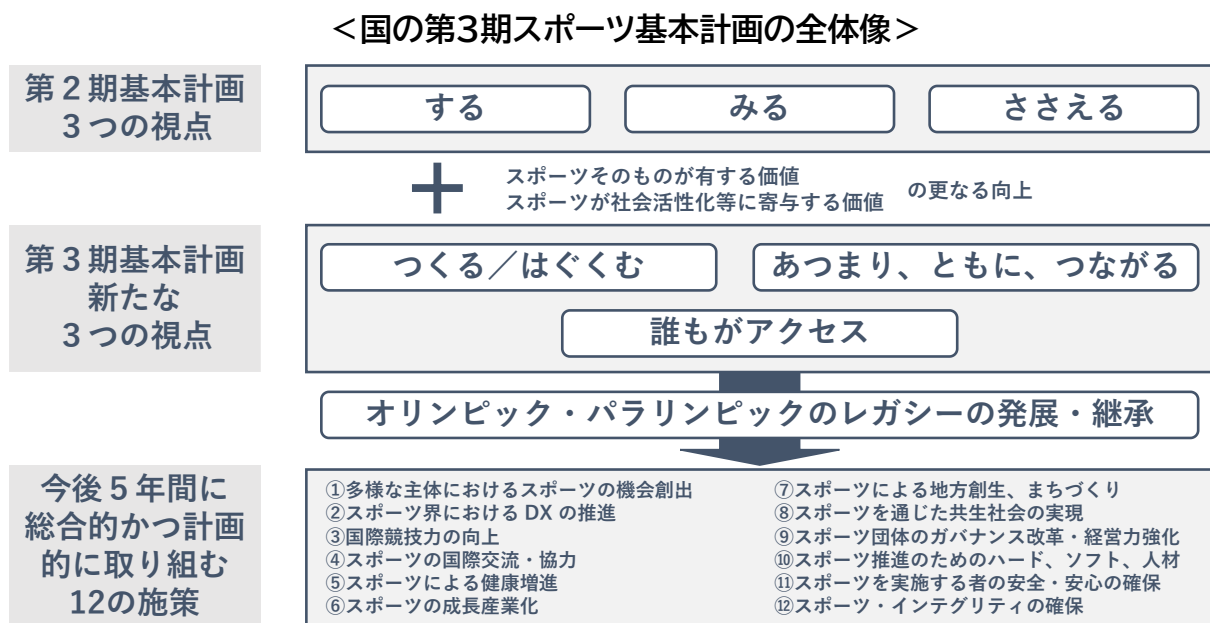 ＜国の第3期スポーツ基本計画の全体像＞
第２期基本計画
３つの視点
する
みる
ささえる
スポーツそのものが有する価値
スポーツが社会活性化等に寄与する価値
の更なる向上
第３期基本計画
新たな
３つの視点
つくる／はぐくむ
あつまり、ともに、つながる
誰もがアクセス
オリンピック・パラリンピックのレガシーの発展・継承
今後５年間に
総合的かつ計画
的に取り組む
12の施策
①多様な主体におけるスポーツの機会創出
②スポーツ界における DX の推進
③国際競技力の向上
④スポーツの国際交流・協力
⑤スポーツによる健康増進
⑥スポーツの成長産業化
⑦スポーツによる地方創生、まちづくり
⑧スポーツを通じた共生社会の実現
⑨スポーツ団体のガバナンス改革・経営力強化
⑩スポーツ推進のためのハード、ソフト、人材
⑪スポーツを実施する者の安全・安心の確保
⑫スポーツ・インテグリティの確保